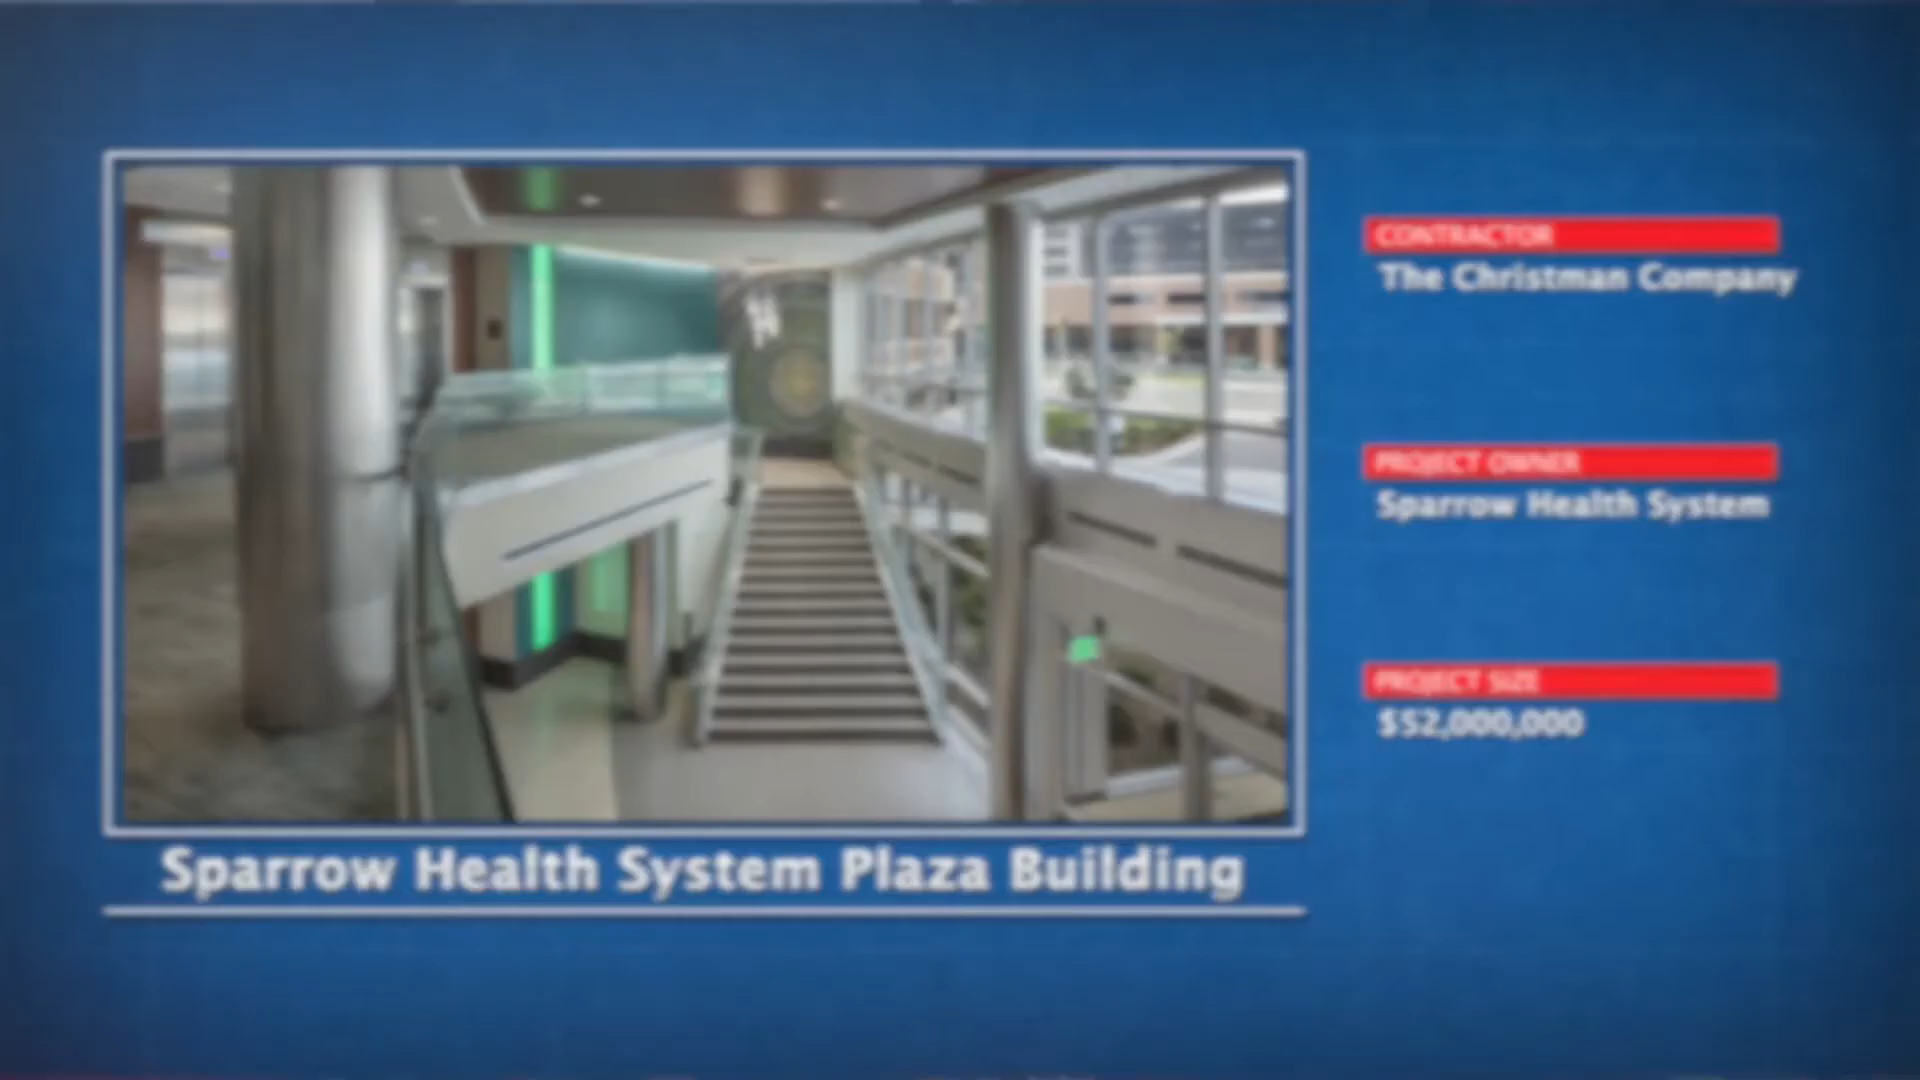 CONTRACTOR
The Christman Company
PROJECT OWNER
Sparrow Health System
PROJECT SIZE
$52,000,000
Sparrow Health System Plaza Building